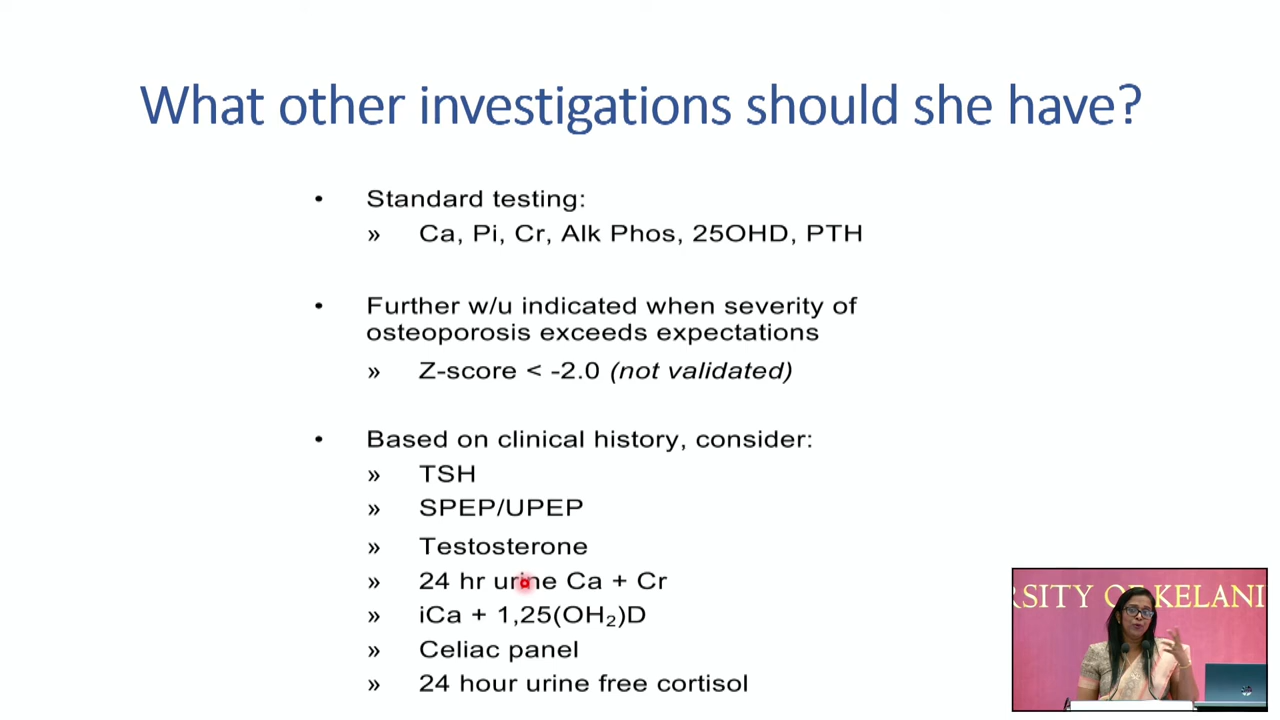 What other investigations should she have?
• Standard testing:
» Ca, Pi, Cr, Alk Phos, 25OHD, PTH
• Further w/u indicated when severity of
osteoporosis exceeds expectations
» Z-score < -2.0 (not validated)
• Based on clinical history, consider:
» TSH
» SPEP/UPEP
» Testosterone
» 24 hr urine Ca + Cr
» iCa + 1,25(OH₂)D
» Celiac panel
» 24 hour urine free cortisol
RSITY OF KELANI